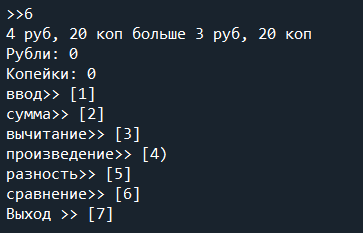 >>6
4 руб, 20 коп больше 3 руб, 20 коп
Рубли: 0
Копейки: 0
ввод>> [1]
сумма>> [2]
вычитание>> [3]
произведение>> [4)
разность>> [5]
сравнение>> [6]
Выход >> [7]